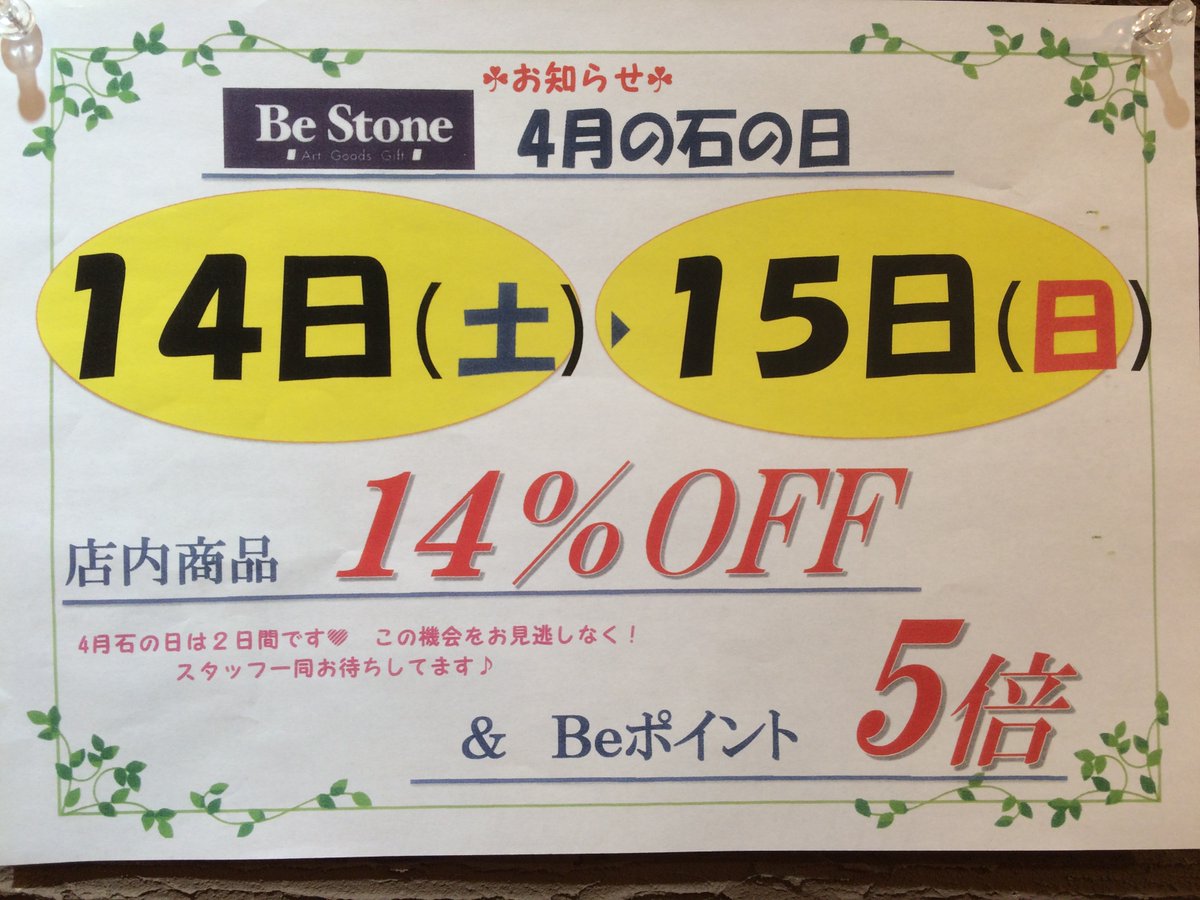 ☘お知らせ☘
Be Stone
Art Goods Gift
4月の石の日
14日(土)▶15日(日)
店内商品 14%OFF
4月石の日は2日間です♥ この機会をお見逃しなく!
スタッフ一同お待ちしてます♪
& Beポイント 5倍